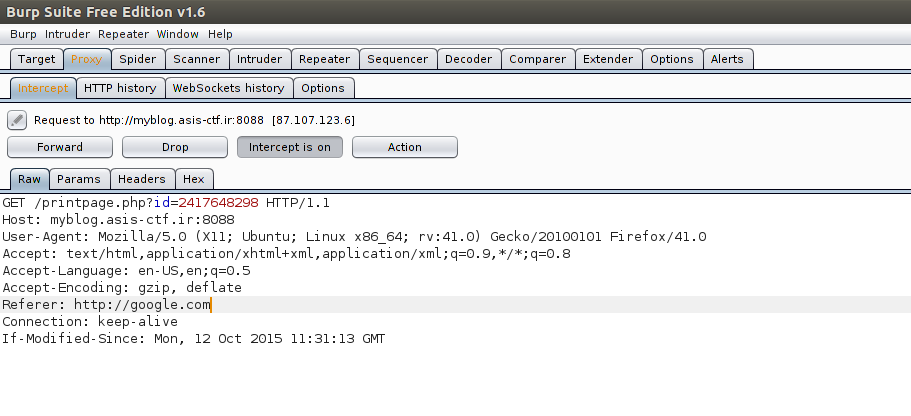 Burp Suite Free Edition v1.6
Burp Intruder Repeater Window Help
Target Proxy Spider Scanner Intruder Repeater Sequencer Decoder Comparer Extender Options Alerts
Intercept HTTP history WebSockets history Options
Request to http://myblog.asis-ctf.ir:8088 [87.107.123.6]
Forward Drop Intercept is on Action
Raw Params Headers Hex
GET /printpage.php?id=2417648298 HTTP/1.1
Host: myblog.asis-ctf.ir:8088
User-Agent: Mozilla/5.0 (X11; Ubuntu; Linux x86_64; rv:41.0) Gecko/20100101 Firefox/41.0
Accept: text/html,application/xhtml+xml,application/xml;q=0.9,*/*;q=0.8
Accept-Language: en-US,en;q=0.5
Accept-Encoding: gzip, deflate
Referer: http://google.com
Connection: keep-alive
If-Modified-Since: Mon, 12 Oct 2015 11:31:13 GMT